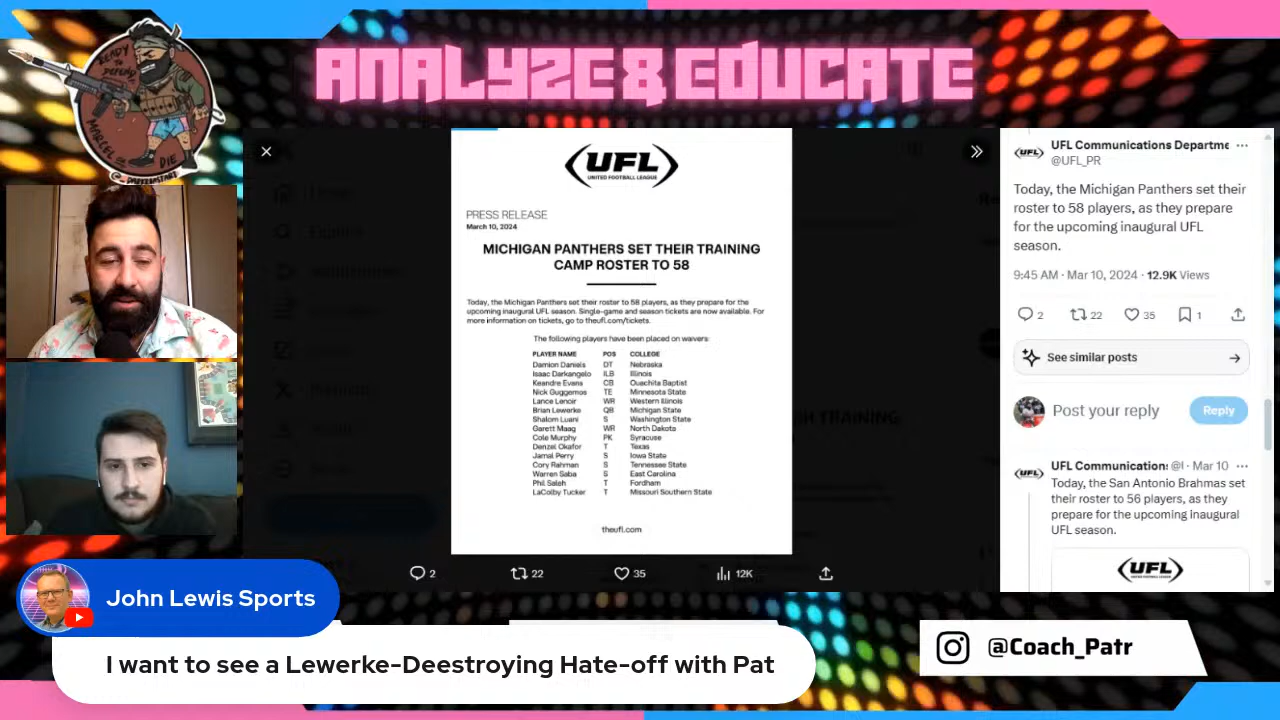 ANALYZE & EDUCATE
READY
TO
DEFEND
MARCEL
DIE
UFL
UNITED FOOTBALL LEAGUE
PRESS RELEASE
March 10, 2024
MICHIGAN PANTHERS SET THEIR TRAINING
CAMP ROSTER TO 58
Today, the Michigan Panthers set their roster to 58 players, as they prepare for the
upcoming inaugural UFL season. Single-game and season tickets are now available. For
more information on tickets, go to theufl.com/tickets.
The following players have been placed on waivers:
PLAYER NAME POS COLLEGE
Damion Daniels DT Nebraska
Isaac Darkangelo ILB Illinois
Keandre Evans CB Ouachita Baptist
Nick Guggemos TE Minnesota State
Lance Lenoir WR Western Illinois
Brian Lewerke QB Michigan State
Shalom Luani S Washington State
Garett Maag WR North Dakota
Cole Murphy PK Syracuse
Denzel Okafor T Texas
Jamal Perry S Iowa State
Cory Rahman S Tennessee State
Warren Saba S East Carolina
Phil Saleh T Fordham
LaColby Tucker T Missouri Southern State
theufl.com
2 22 35 12K
UFL Communications Departme ...
@UFL_PR
Today, the Michigan Panthers set their
roster to 58 players, as they prepare
for the upcoming inaugural UFL
season.
9:45 AM · Mar 10, 2024 · 12.9K Views
2 22 35 1
See similar posts
Post your reply
Reply
UFL Communications @I · Mar 10 ...
Today, the San Antonio Brahmas set
their roster to 56 players, as they
prepare for the upcoming inaugural
UFL season.
UFL
John Lewis Sports
I want to see a Lewerke-Deestroying Hate-off with Pat
@Coach_Patr